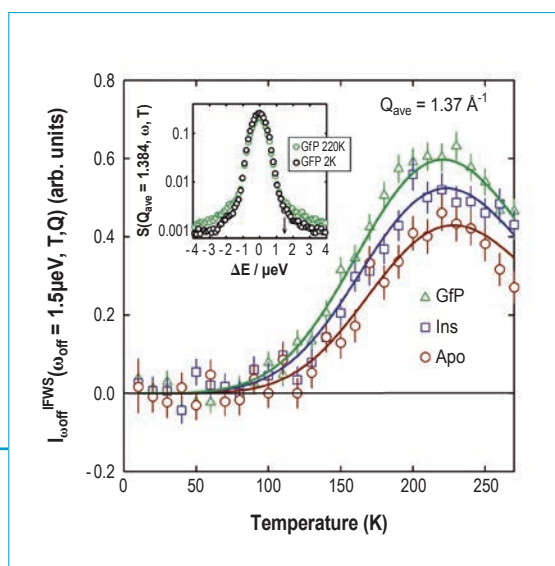 I_ωoff^IFWS(ω_off = 1.5μeV, T,Q) (arb. units)
0.8
0.6
0.4
0.2
0.0
-0.2
0
50
100
150
200
250
Temperature (K)
Q_ave = 1.37 Å⁻¹
GfP
Ins
Apo
S(Q_ave = 1.384, ω, T)
0.1
0.01
0.001
-4 -3 -2 -1 0 1 2 3 4
ΔE / μeV
GfP 220K
GFP 2K